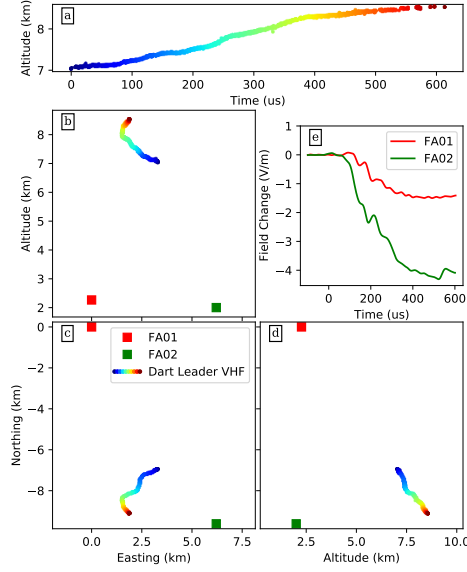 a
Altitude (km)
8
7
0
100
200
300
400
500
600
Time (us)
b
Altitude (km)
8
7
6
5
4
3
2
e
Field Change (V/m)
1
0
−1
−2
−3
−4
FA01
FA02
0
200
400
600
Time (us)
c
Northing (km)
0
−2
−4
−6
−8
FA01
FA02
Dart Leader VHF
0.0
2.5
5.0
7.5
Easting (km)
d
2.5
5.0
7.5
10.0
Altitude (km)